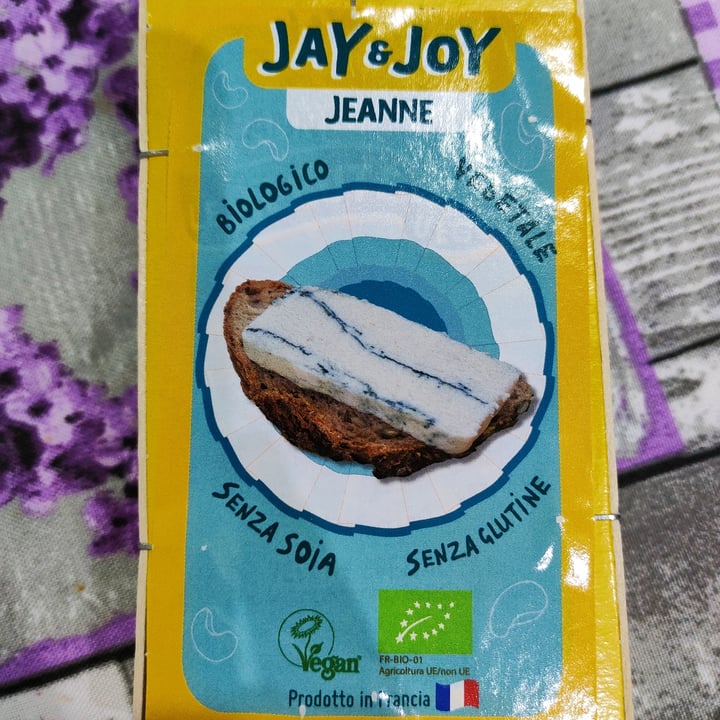 JAY & JOY
JEANNE
BIOLOGICO
VEGETALE
SENZA SOIA
SENZA GLUTINE
Vegan
FR-BIO-01
Agricoltura UE/non UE
Prodotto in Francia